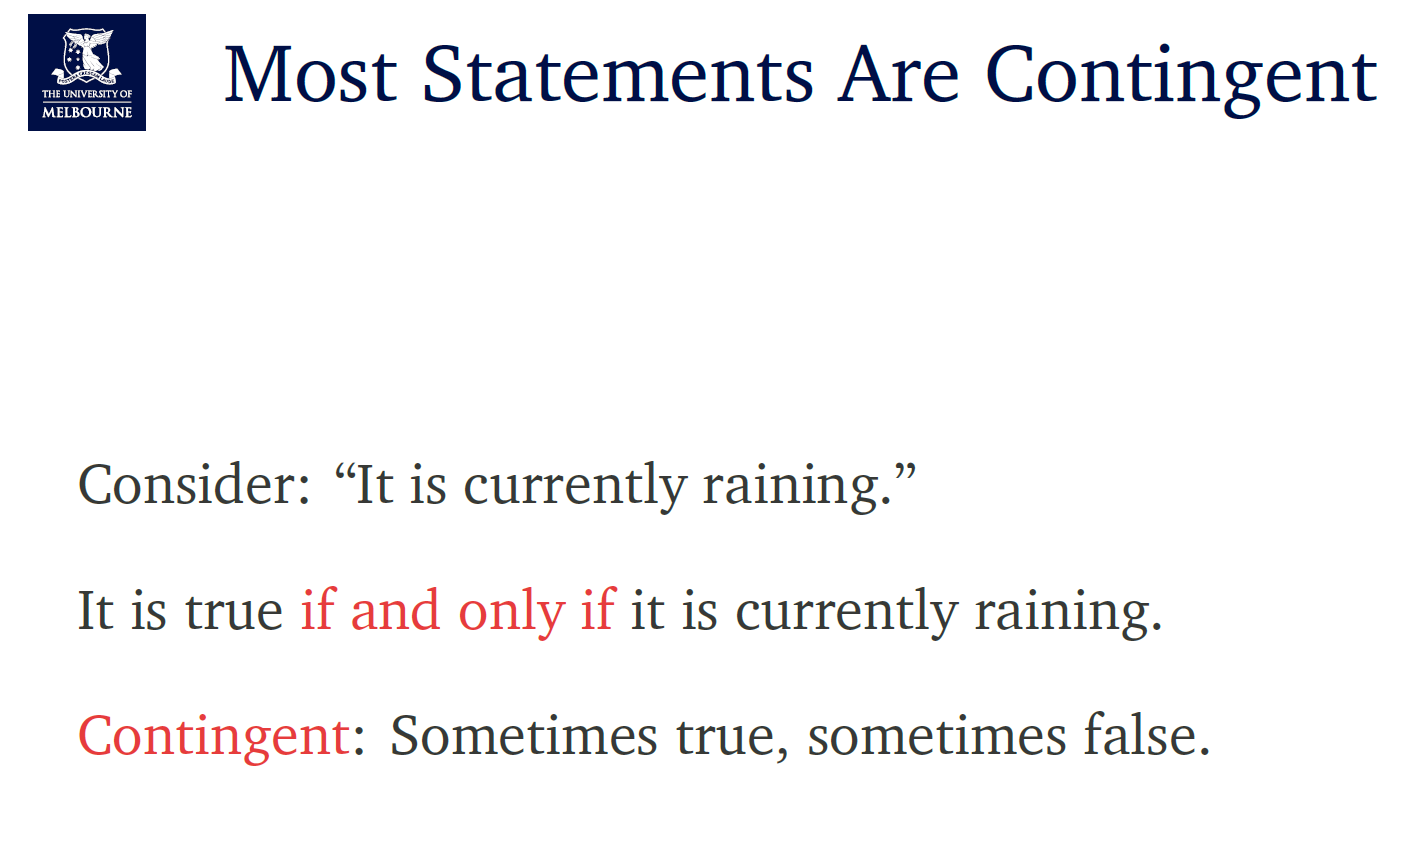 THE UNIVERSITY OF
MELBOURNE
Most Statements Are Contingent
Consider: “It is currently raining.”
It is true if and only if it is currently raining.
Contingent: Sometimes true, sometimes false.